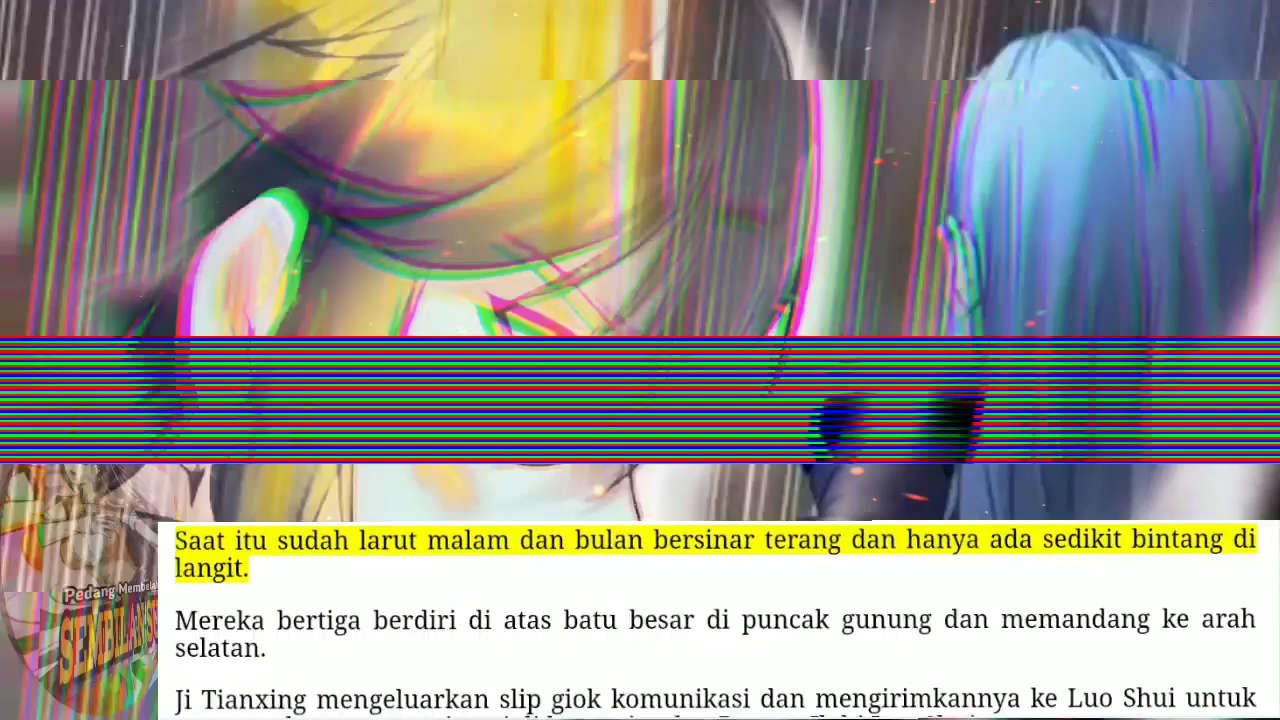 Pedang
SEMBILAN
Saat itu sudah larut malam dan bulan bersinar terang dan hanya ada sedikit bintang di
langit.
Mereka bertiga berdiri di atas batu besar di puncak gunung dan memandang ke arah
selatan.
Ji Tianxing mengeluarkan slip giok komunikasi dan mengirimkannya ke Luo Shui untuk